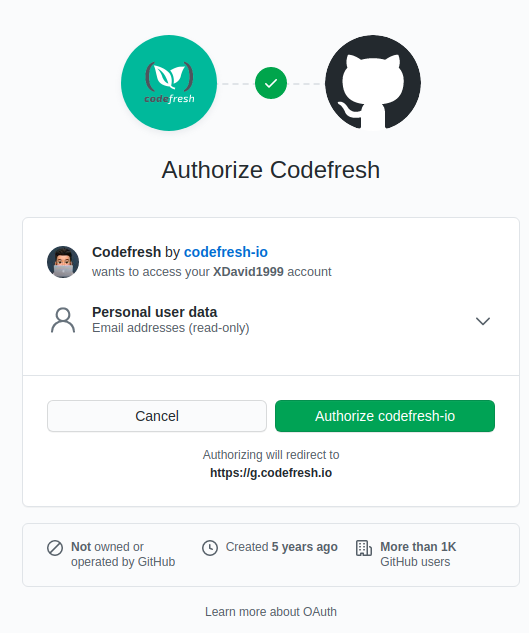 codefresh
Authorize Codefresh
Codefresh by codefresh-io
wants to access your XDavid1999 account
Personal user data
Email addresses (read-only)
Cancel
Authorize codefresh-io
Authorizing will redirect to
https://g.codefresh.io
Not owned or
operated by GitHub
Created 5 years ago
More than 1K
GitHub users
Learn more about OAuth